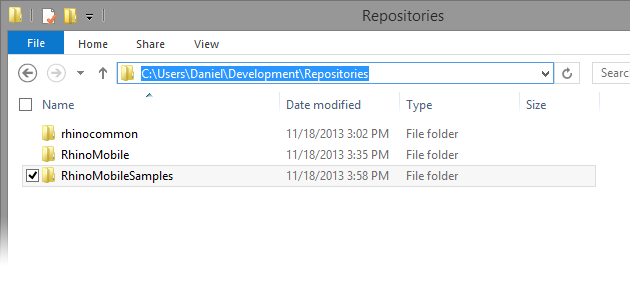 Repositories
File Home Share View
C:\Users\Daniel\Development\Repositories Searc
Name Date modified Type Size
rhinocommon 11/18/2013 3:02 PM File folder
RhinoMobile 11/18/2013 3:35 PM File folder
RhinoMobileSamples 11/18/2013 3:58 PM File folder